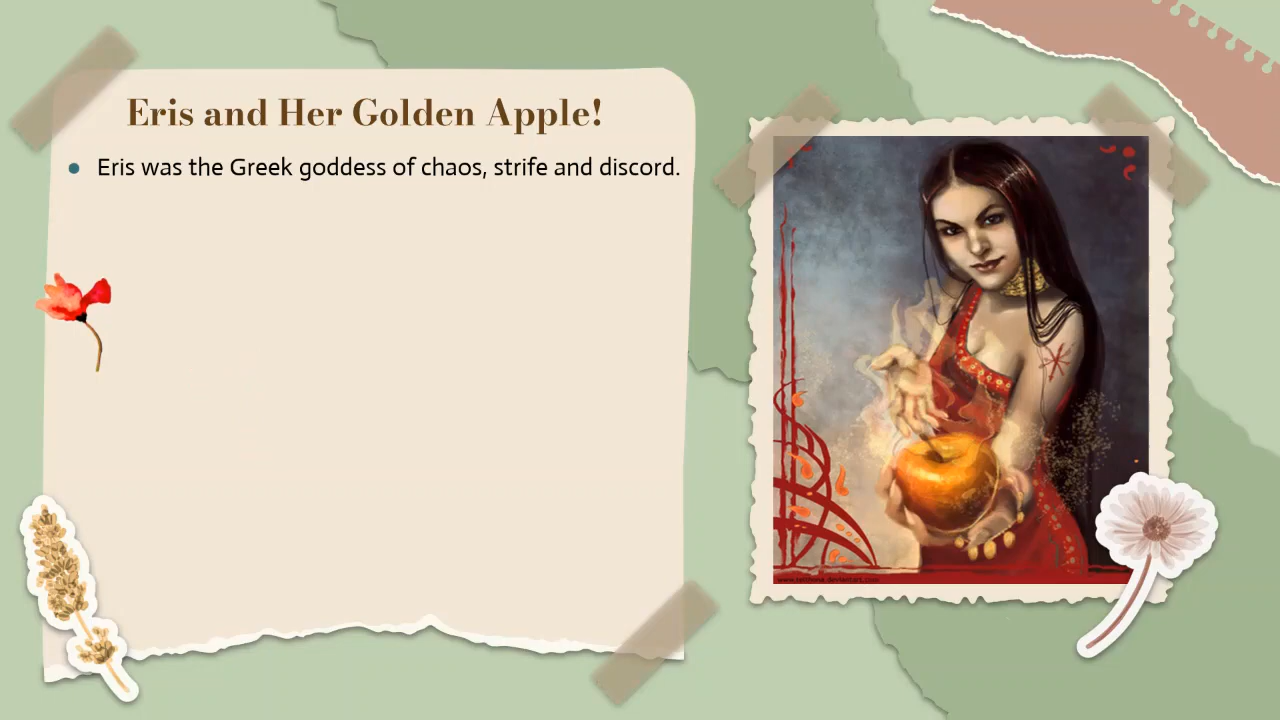 Eris and Her Golden Apple!
Eris was the Greek goddess of chaos, strife and discord.